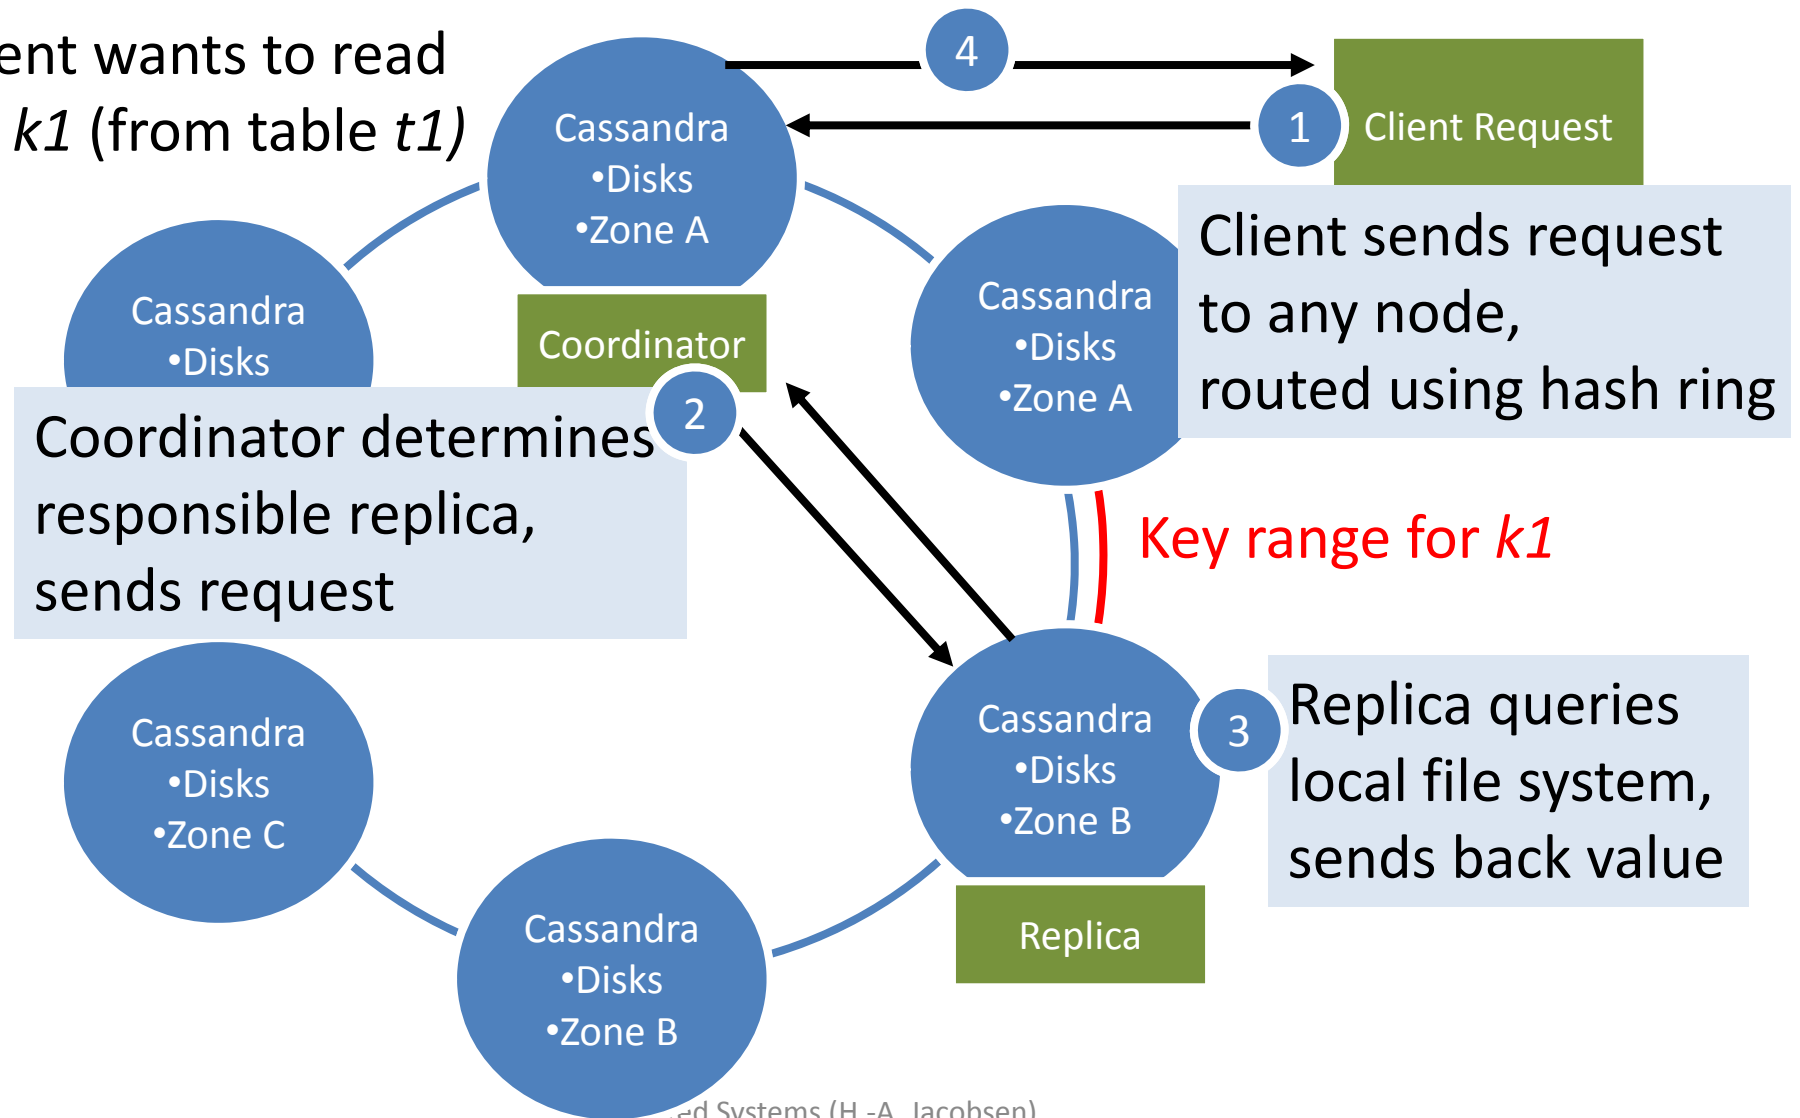 ent wants to read
k1 (from table t1)
4
1
Client Request
Cassandra
•Disks
•Zone A
Coordinator
Client sends request
to any node,
routed using hash ring
Cassandra
•Disks
•Zone A
Cassandra
•Disks
2
Coordinator determines
responsible replica,
sends request
Key range for k1
Cassandra
•Disks
•Zone B
Replica
3
Replica queries
local file system,
sends back value
Cassandra
•Disks
•Zone C
Cassandra
•Disks
•Zone B
ed Systems (H.-A. Jacobsen)